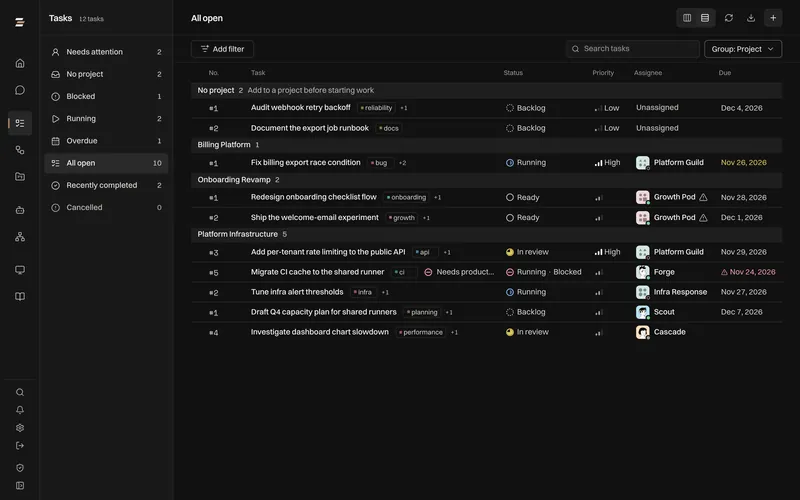 Tasks 12 tasks
Needs attention 2
No project 2
Blocked 1
Running 2
Overdue 1
All open 10
Recently completed 2
Cancelled 0
All open
Add filter
Search tasks
Group: Project
No. Task Status Priority Assignee Due
No project 2 Add to a project before starting work
#1 Audit webhook retry backoff reliability +1 Backlog Low Unassigned Dec 4, 2026
#2 Document the export job runbook docs Backlog Low Unassigned
Billing Platform 1
#1 Fix billing export race condition bug +2 Running High Platform Guild Nov 26, 2026
Onboarding Revamp 2
#1 Redesign onboarding checklist flow onboarding +1 Ready Growth Pod Nov 28, 2026
#2 Ship the welcome-email experiment growth +1 Ready Growth Pod Dec 1, 2026
Platform Infrastructure 5
#3 Add per-tenant rate limiting to the public API api +1 In review High Platform Guild Nov 29, 2026
#5 Migrate CI cache to the shared runner ci Needs product... Running · Blocked Forge Nov 24, 2026
#2 Tune infra alert thresholds infra +1 Running Infra Response Nov 27, 2026
#1 Draft Q4 capacity plan for shared runners planning +1 Backlog Scout Dec 7, 2026
#4 Investigate dashboard chart slowdown performance +1 In review Cascade